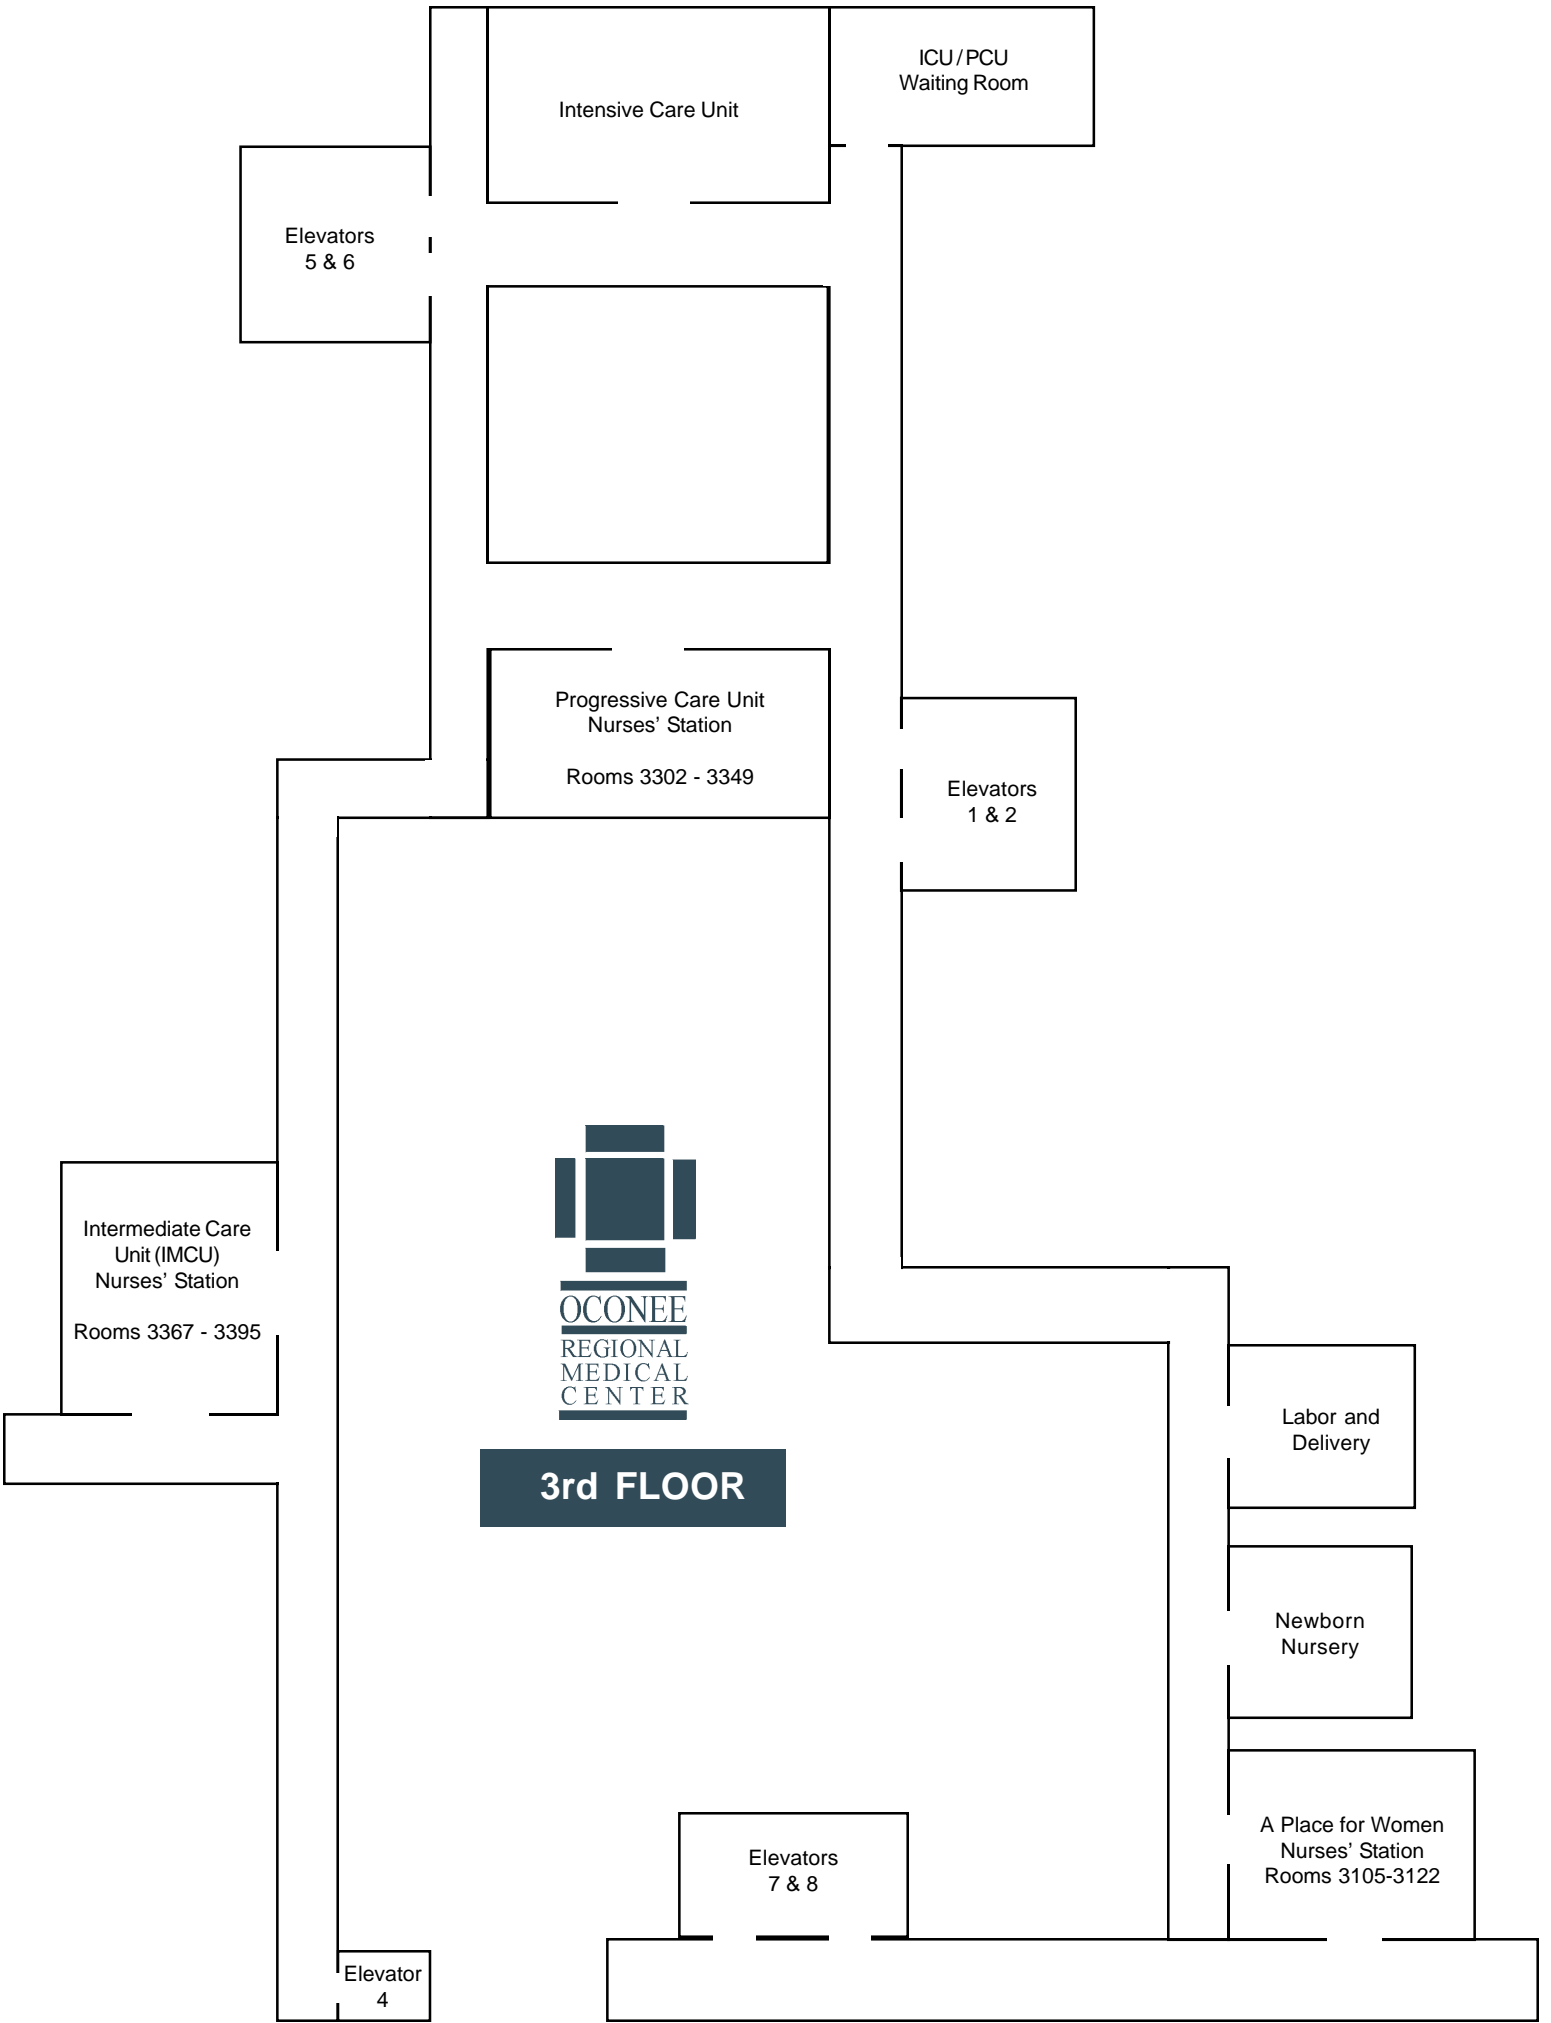 ICU / PCU
Waiting Room
Intensive Care Unit
Elevators
5 & 6
Progressive Care Unit
Nurses’ Station
Rooms 3302 - 3349
Elevators
1 & 2
Intermediate Care
Unit (IMCU)
Nurses’ Station
Rooms 3367 - 3395
OCONEE
REGIONAL
MEDICAL
CENTER
3rd FLOOR
Labor and
Delivery
Newborn
Nursery
A Place for Women
Nurses’ Station
Rooms 3105-3122
Elevators
7 & 8
Elevator
4